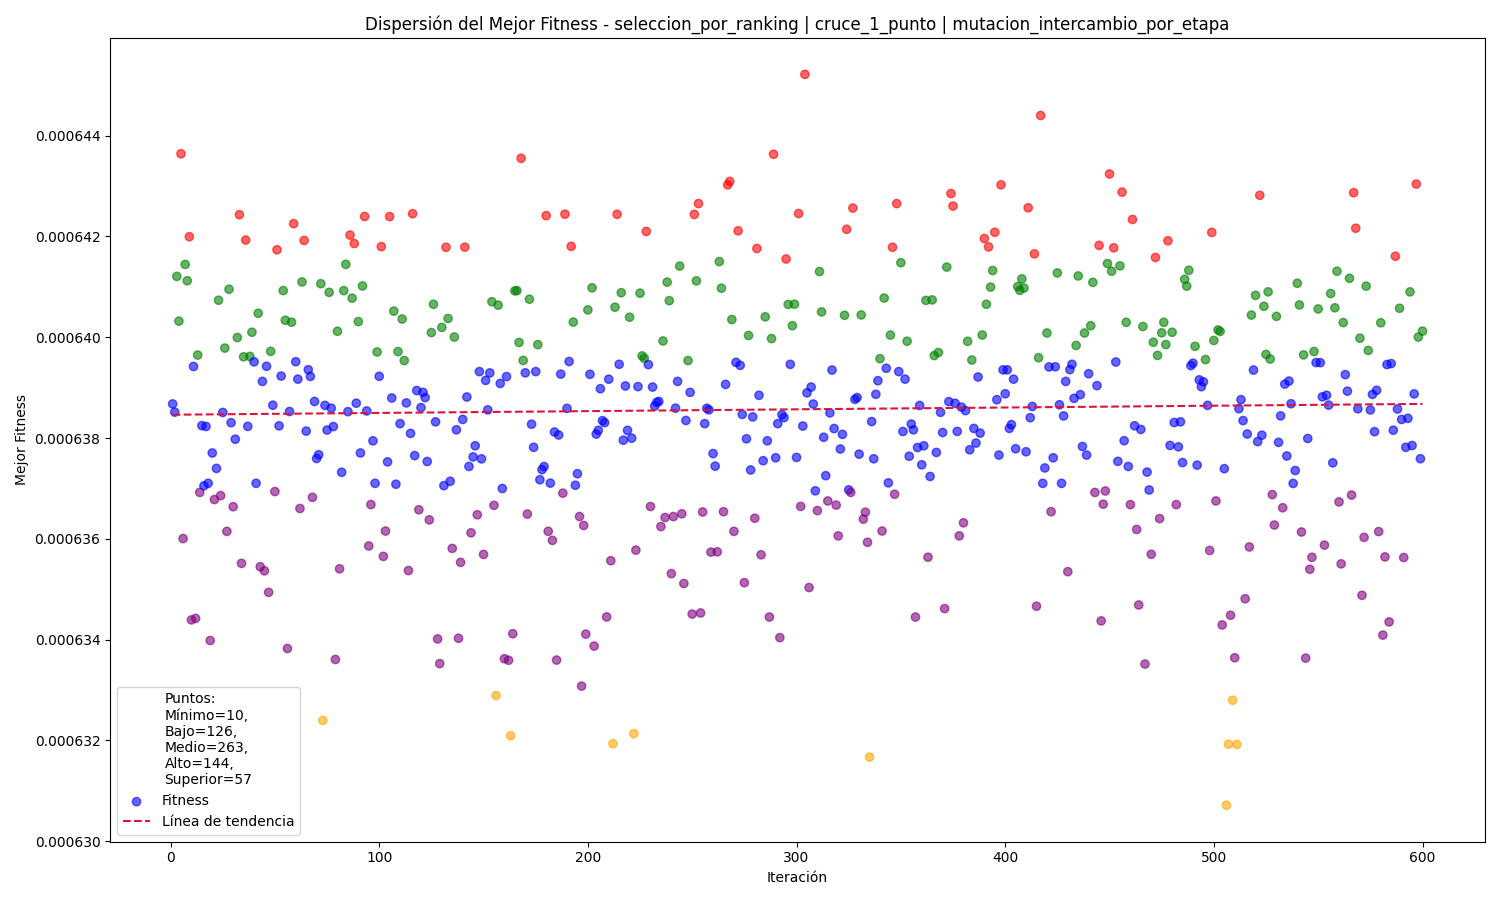 Dispersión del Mejor Fitness - seleccion_por_ranking | cruce_1_punto | mutacion_intercambio_por_etapa
Mejor Fitness
0.000644
0.000642
0.000640
0.000638
0.000636
0.000634
0.000632
0.000630
Puntos:
Mínimo=10,
Bajo=126,
Medio=263,
Alto=144,
Superior=57
Fitness
Línea de tendencia
0
100
200
300
400
500
600
Iteración